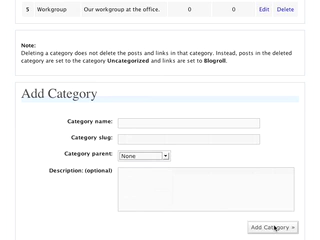 5 Workgroup Our workgroup at the office. 0 0 Edit Delete
Note:
Deleting a category does not delete the posts and links in that category. Instead, posts in the deleted
category are set to the category Uncategorized and links are set to Blogroll.
Add Category
Category name:
Category slug:
Category parent: None
Description: (optional)
Add Category »